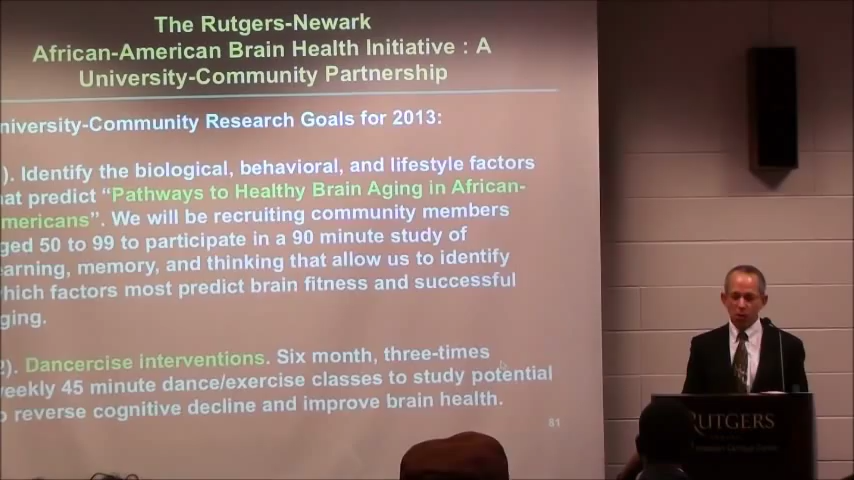 The Rutgers-Newark
African-American Brain Health Initiative : A
University-Community Partnership
niversity-Community Research Goals for 2013:
). Identify the biological, behavioral, and lifestyle factors
at predict “Pathways to Healthy Brain Aging in African-
mericans”. We will be recruiting community members
ged 50 to 99 to participate in a 90 minute study of
earning, memory, and thinking that allow us to identify
which factors most predict brain fitness and successful
ging.
2). Dancercise interventions. Six month, three-times
weekly 45 minute dance/exercise classes to study potential
o reverse cognitive decline and improve brain health.
81
RUTGERS